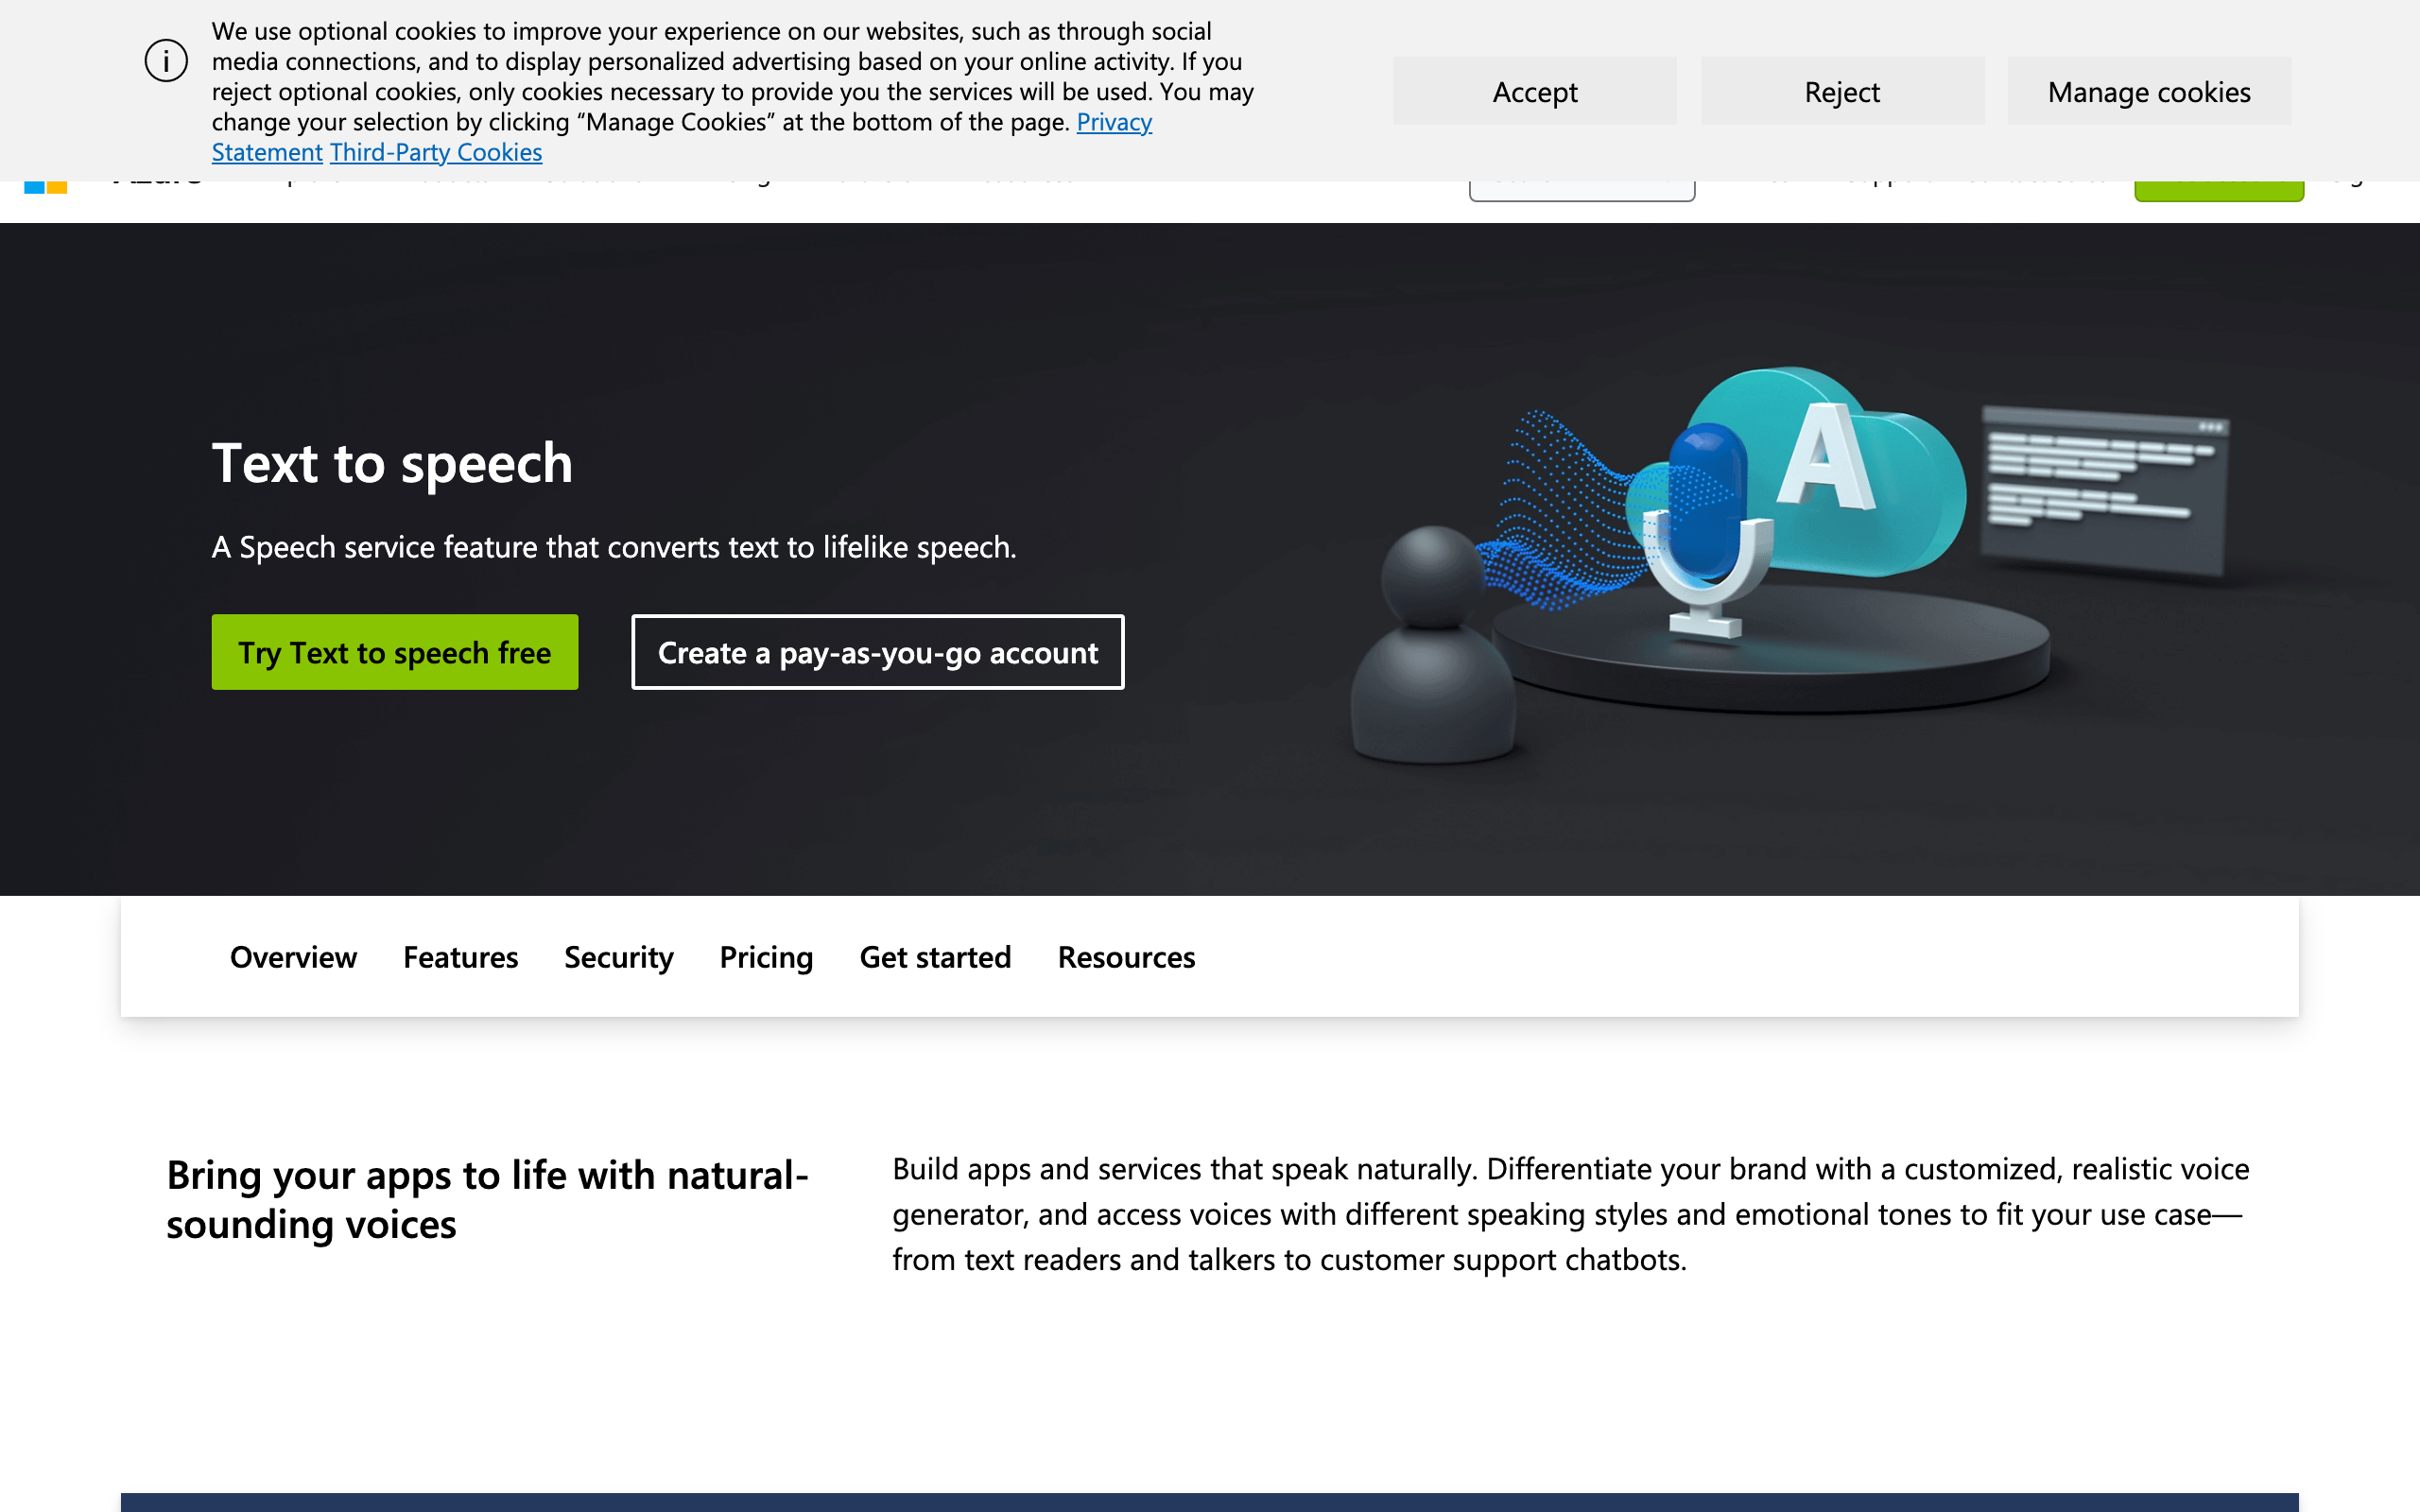 We use optional cookies to improve your experience on our websites, such as through social
media connections, and to display personalized advertising based on your online activity. If you
reject optional cookies, only cookies necessary to provide you the services will be used. You may
change your selection by clicking “Manage Cookies” at the bottom of the page. Privacy
Statement Third-Party Cookies
Accept
Reject
Manage cookies
Text to speech
A Speech service feature that converts text to lifelike speech.
Try Text to speech free
Create a pay-as-you-go account
A
Overview
Features
Security
Pricing
Get started
Resources
Bring your apps to life with natural-
sounding voices
Build apps and services that speak naturally. Differentiate your brand with a customized, realistic voice
generator, and access voices with different speaking styles and emotional tones to fit your use case—
from text readers and talkers to customer support chatbots.